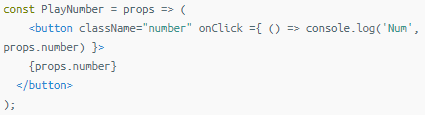 const PlayNumber = props => (
    <button className="number" onClick ={ () => console.log('Num',
props.number) }>
    {props.number}
  </button>
);